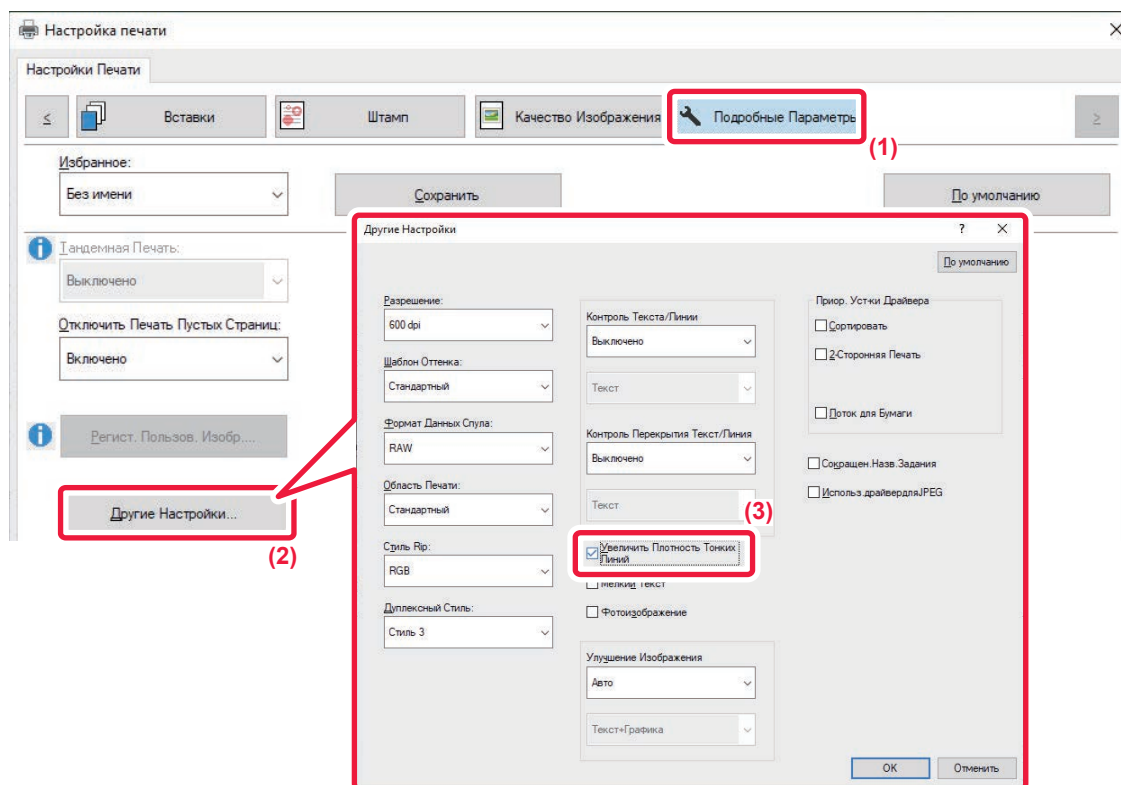 Настройка печати
Настройки Печати
<
Вставки
Штамп
Качество Изображения
Подробные Параметры
>
(1)
Избранное:
Без имени
Сохранить
По умолчанию
Тандемная Печать:
Выключено
Отключить Печать Пустых Страниц:
Включено
Регист. Пользов. Изобр....
Другие Настройки...
(2)
Другие Настройки
?
По умолчанию
Разрешение:
600 dpi
Шаблон Оттенка:
Стандартный
Формат Данных Спула:
RAW
Область Печати:
Стандартный
Стиль Rip:
RGB
Дуплексный Стиль:
Стиль 3
Контроль Текста/Линии
Выключено
Текст
Контроль Перекрытия Текст/Линия
Выключено
Текст
(3)
Увеличить Плотность Тонких
Линий
Мелкий Текст
Фотоизображение
Улучшение Изображения
Авто
Текст+Графика
Приор. Уст-ки Драйвера
Сортировать
2-Сторонняя Печать
Лоток для Бумаги
Сокращен.Назв.Задания
Использ.драйвердляJPEG
OK
Отменить